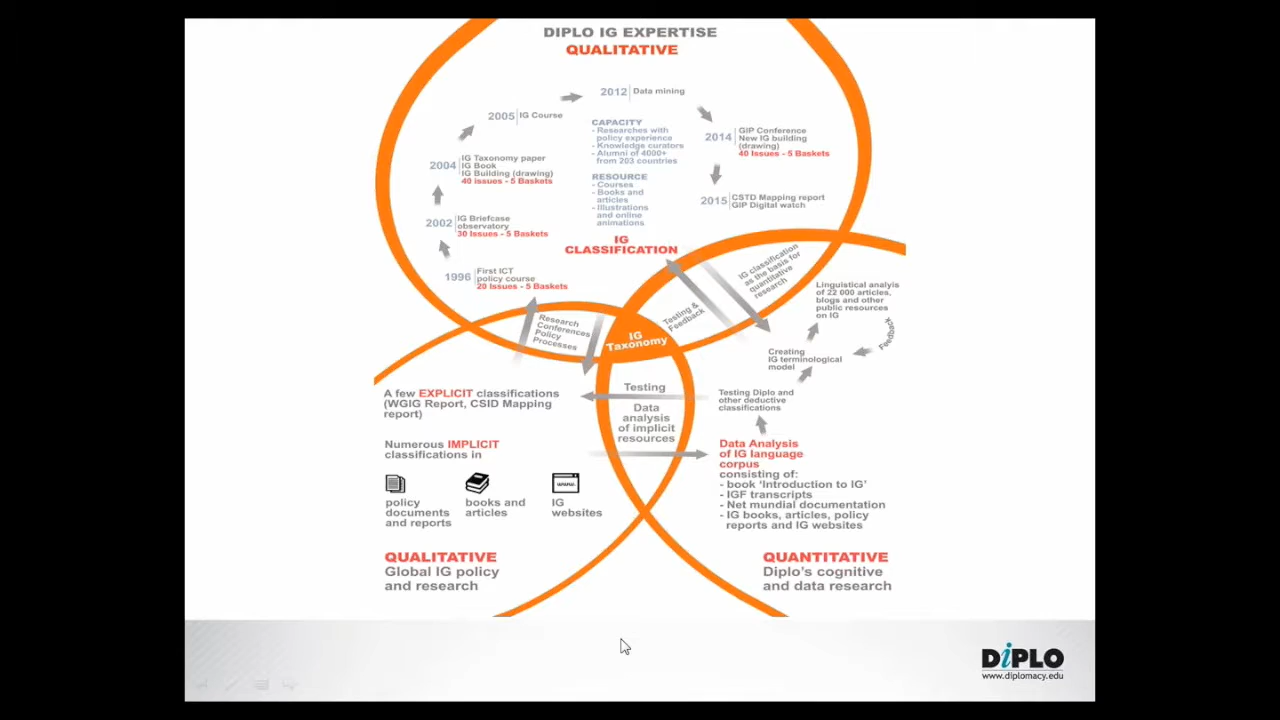 DIPLO IG EXPERTISE
QUALITATIVE
2012 Data mining
2005 IG Course
CAPACITY
- Researches with
policy experience
- Knowledge curators
- Alumni of 4000+
from 203 countries
2014 GIP Conference
New IG building
(drawing)
40 Issues - 5 Baskets
2004 IG Taxonomy paper
IG Book
IG Building (drawing)
40 issues - 5 Baskets
RESOURCE
- Courses
- Books and
articles
- Illustrations
and online
animations
2015 CSTD Mapping report
GIP Digital watch
2002 IG Briefcase
observatory
30 Issues - 5 Baskets
IG
CLASSIFICATION
1996 First ICT
policy course
20 Issues - 5 Baskets
IG classification
as the basis for
quantitative
research
Testing &
Feedback
Linguistical analyis
of 22 000 articles,
blogs and other
public resources
on IG
Feedback
Research
Conferences
Policy
Processes
IG
Taxonomy
Creating
IG terminological
model
A few EXPLICIT classifications
(WGIG Report, CSID Mapping
report)
Testing
Data
analysis
of implicit
resources
Testing Diplo and
other deductive
classifications
Numerous IMPLICIT
classifications in
Data Analysis
of IG language
corpus
consisting of:
- book ‘Introduction to IG’
- IGF transcripts
- Net mundial documentation
- IG books, articles, policy
reports and IG websites
policy
documents
and reports
books and
articles
IG
websites
QUALITATIVE
Global IG policy
and research
QUANTITATIVE
Diplo’s cognitive
and data research
DiPLO
www.diplomacy.edu